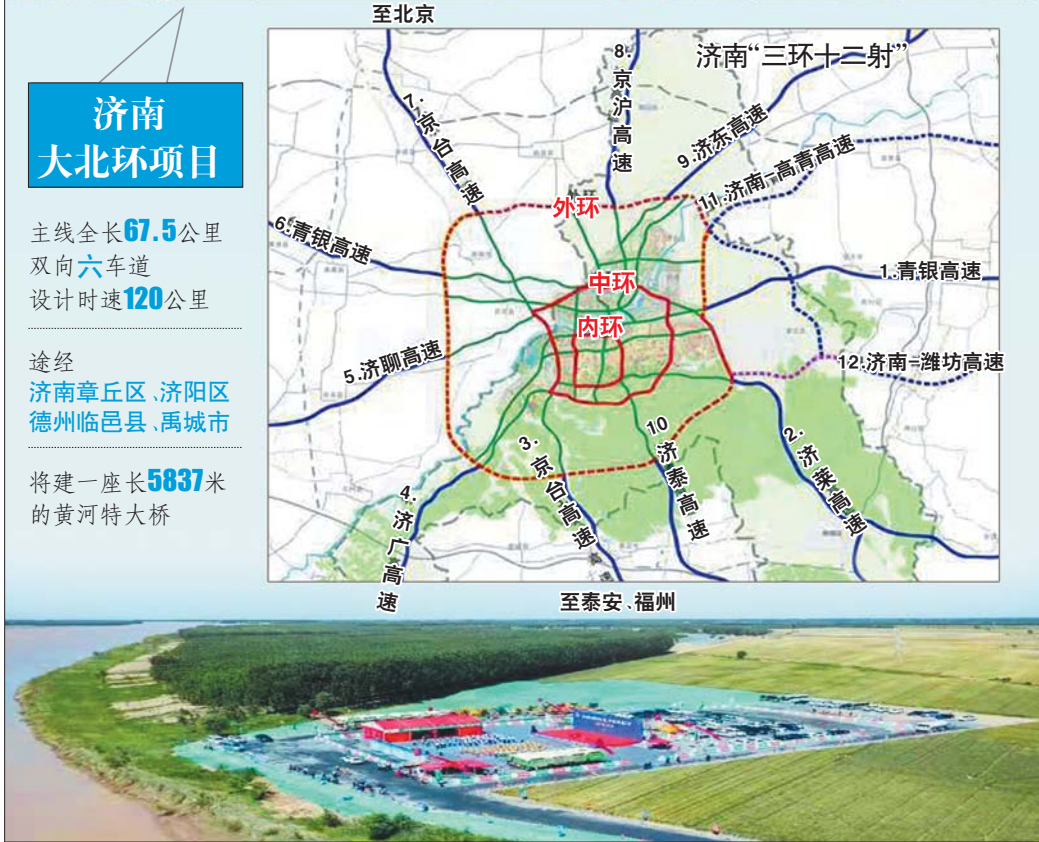 济南
大北环项目
主线全长67.5公里
双向六车道
设计时速120公里
途经
济南章丘区、济阳区
德州临邑县、禹城市
将建一座长5837米
的黄河特大桥
至北京
济南“三环十二射”
7.京台高速
8.京沪高速
9.济东高速
11.济南-高青高速
外环
6.青银高速
1.青银高速
中环
内环
5.济聊高速
12.济南-潍坊高速
3.京台高速
10济泰高速
2.济莱高速
4.济广高速
至泰安、福州